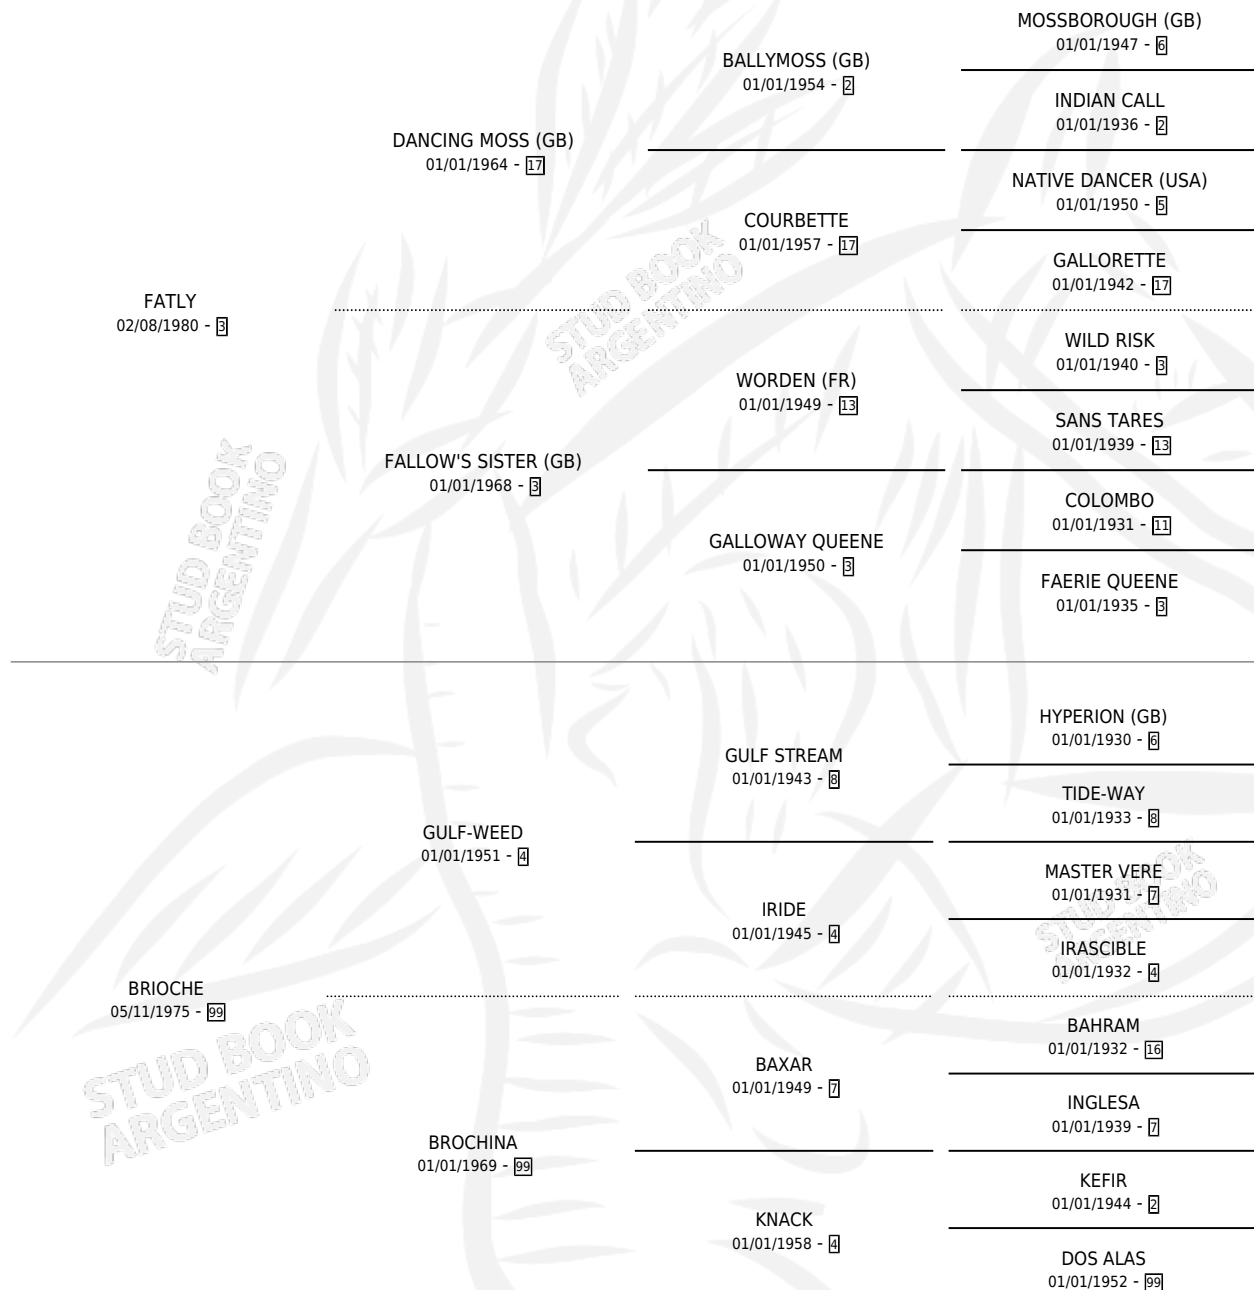 MOSSBOROUGH (GB)
01/01/1947 - 6
BALLYMOSS (GB)
01/01/1954 - 2
INDIAN CALL
01/01/1936 - 2
DANCING MOSS (GB)
01/01/1964 - 17
NATIVE DANCER (USA)
01/01/1950 - 5
COURBETTE
01/01/1957 - 17
GALLORETTE
01/01/1942 - 17
STUD BOOK
ARGENTINO
FATLY
02/08/1980 - 3
WILD RISK
01/01/1940 - 3
WORDEN (FR)
01/01/1949 - 13
SANS TARES
01/01/1939 - 13
FALLOW'S SISTER (GB)
01/01/1968 - 3
COLOMBO
01/01/1931 - 11
GALLOWAY QUEENE
01/01/1950 - 3
FAERIE QUEENE
01/01/1935 - 3
STUD BOOK
ARGENTINO
HYPERION (GB)
01/01/1930 - 6
GULF STREAM
01/01/1943 - 8
TIDE-WAY
01/01/1933 - 8
GULF-WEED
01/01/1951 - 4
MASTER VERE
01/01/1931 - 7
IRIDE
01/01/1945 - 4
IRASCIBLE
01/01/1932 - 4
STUD BOOK
ARGENTINO
BRIOCHE
05/11/1975 - 99
BAHRAM
01/01/1932 - 16
BAXAR
01/01/1949 - 7
INGLESA
01/01/1939 - 7
STUD BOOK
ARGENTINO
BROCHINA
01/01/1969 - 99
KEFIR
01/01/1944 - 2
KNACK
01/01/1958 - 4
DOS ALAS
01/01/1952 - 99